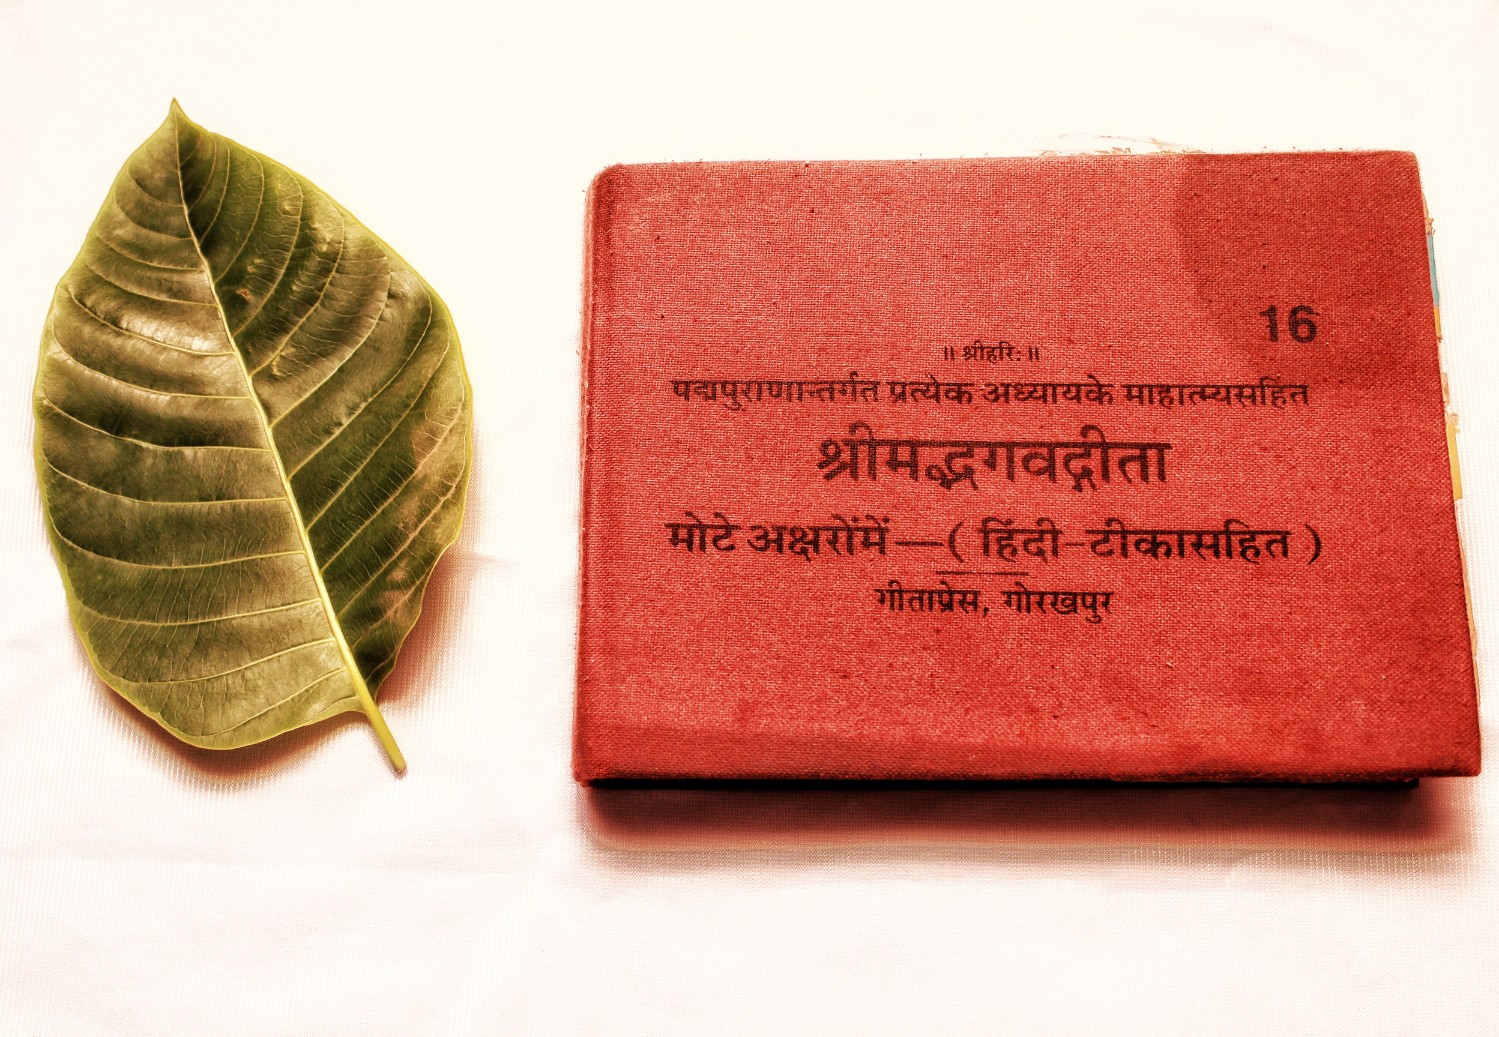 16
॥ श्रीहरि: ॥
पद्मपुराणान्तर्गत प्रत्येक अध्यायके माहात्म्यसहित
श्रीमद्भगवद्गीता
मोटे अक्षरोंमें—( हिंदी-टीकासहित )
गीताप्रेस, गोरखपुर